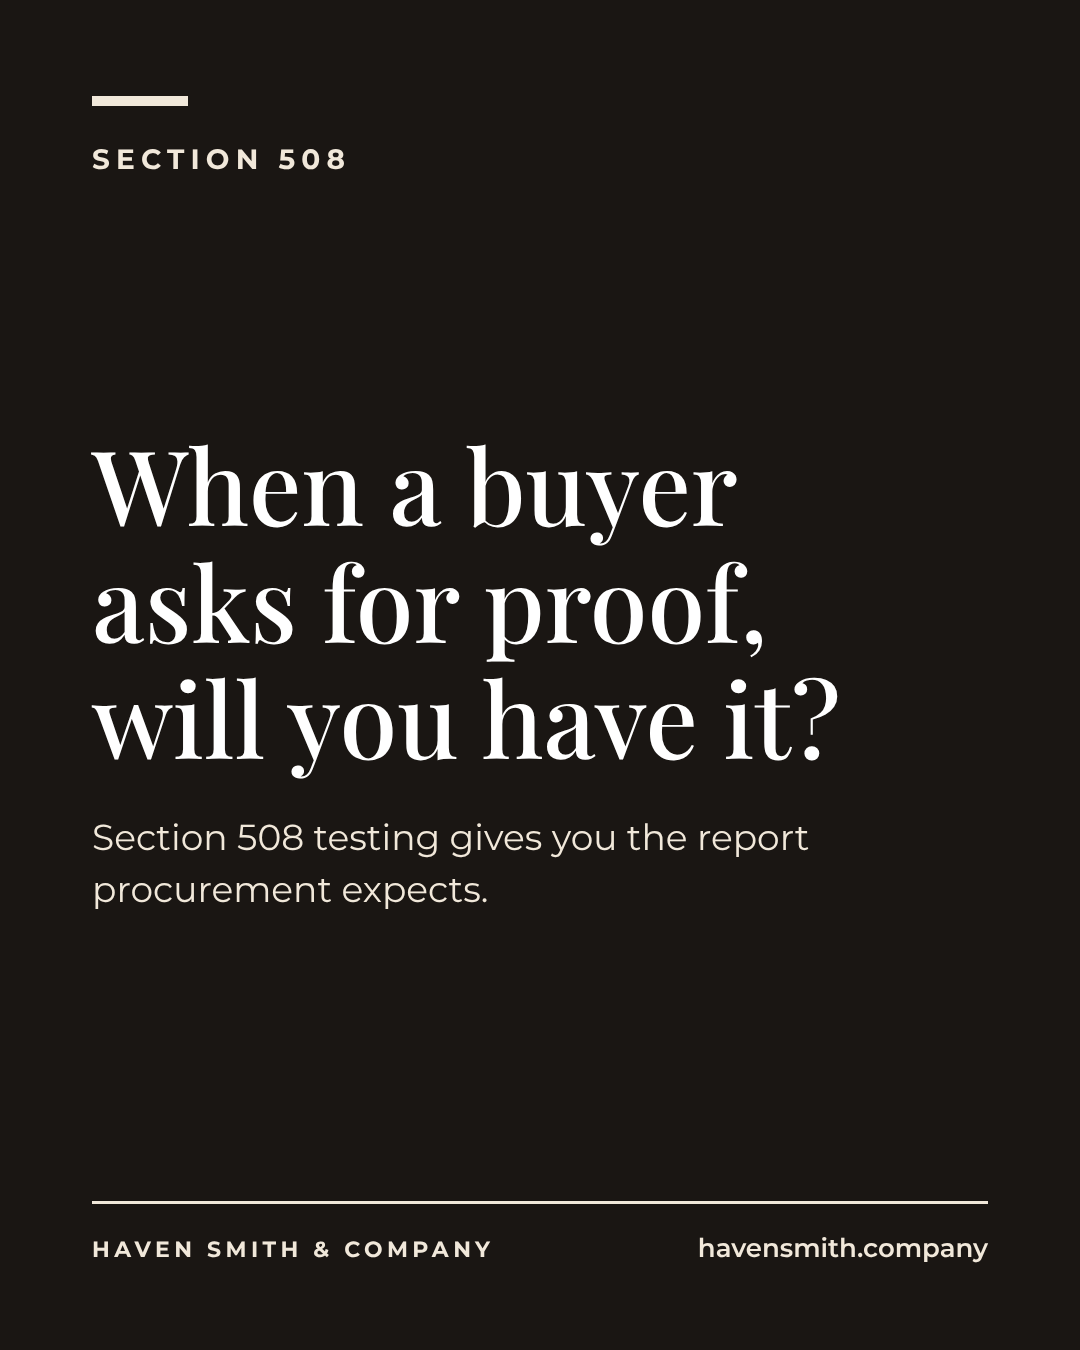 SECTION 508
When a buyer
asks for proof,
will you have it?
Section 508 testing gives you the report
procurement expects.
HAVEN SMITH & COMPANY
havensmith.company